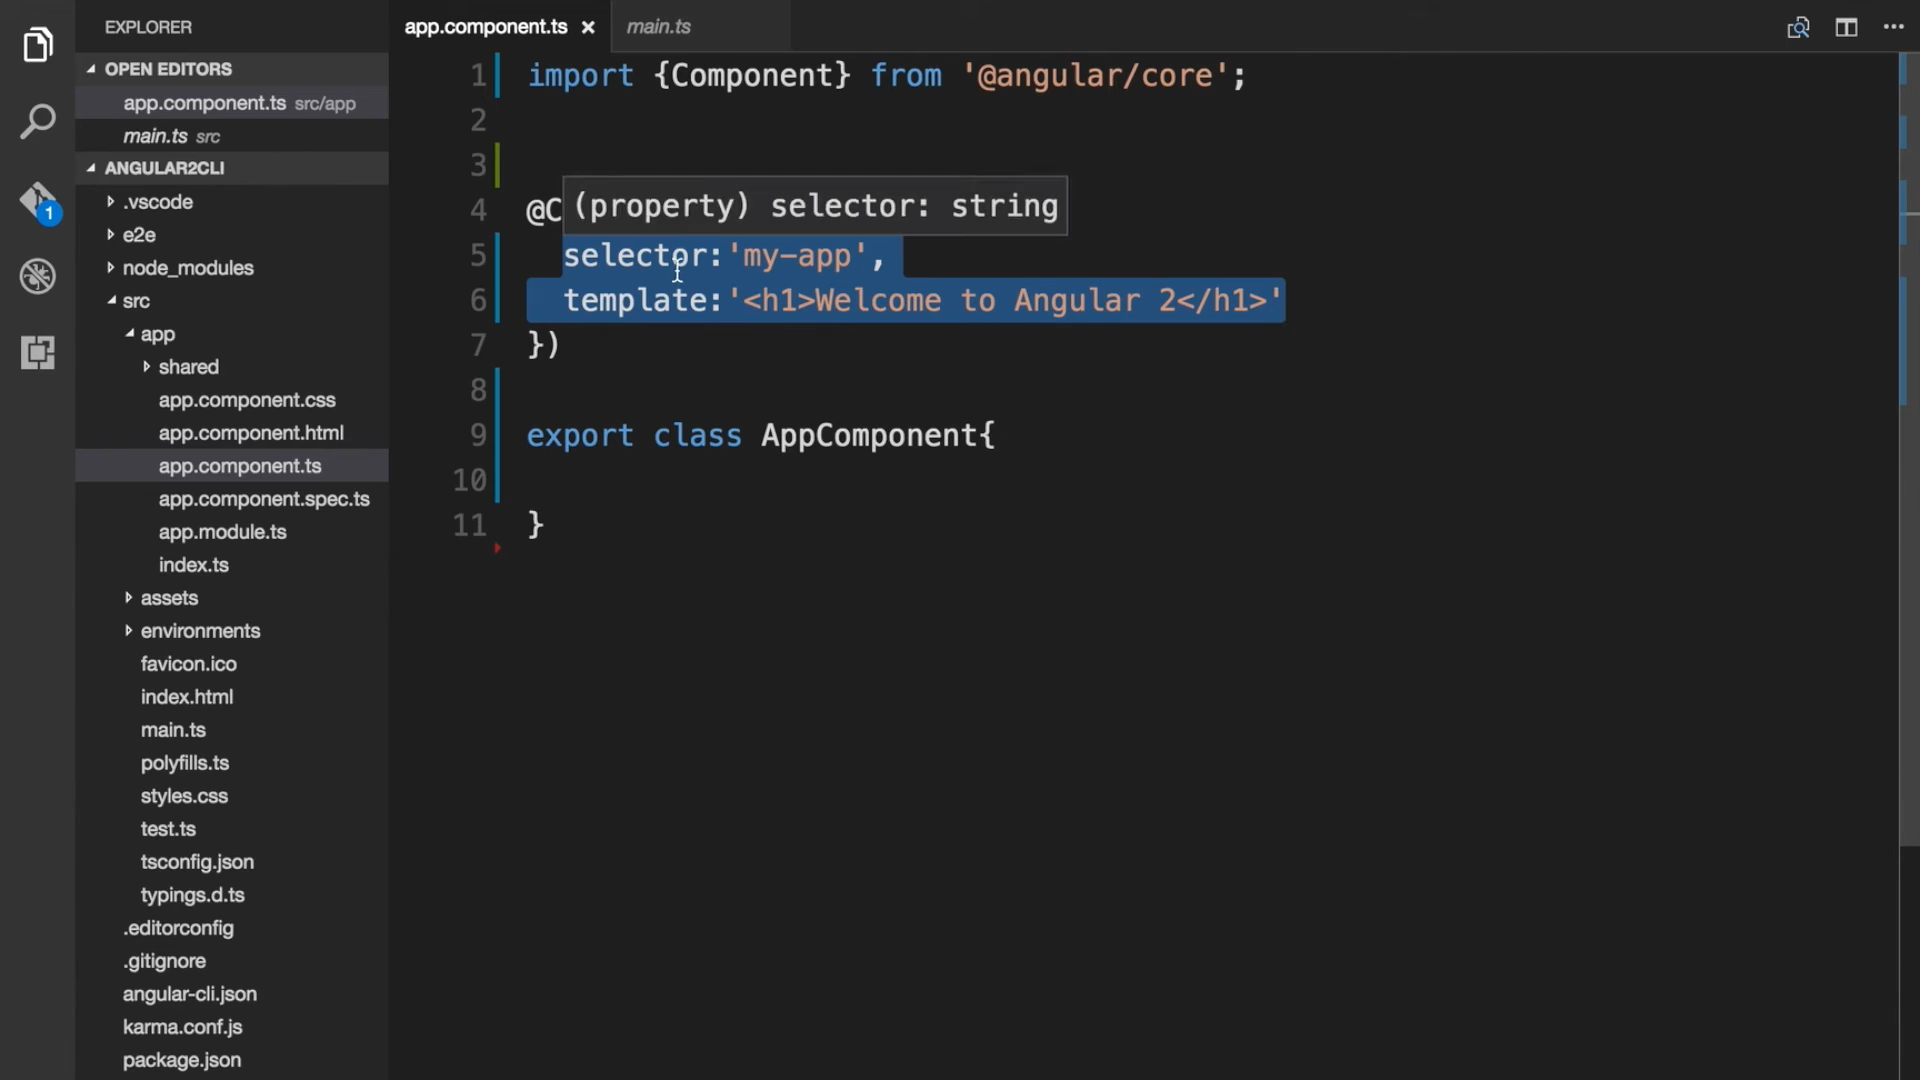 EXPLORER
OPEN EDITORS
app.component.ts src/app
main.ts src
ANGULAR2CLI
.vscode
e2e
node_modules
src
app
shared
app.component.css
app.component.html
app.component.ts
app.component.spec.ts
app.module.ts
index.ts
assets
environments
favicon.ico
index.html
main.ts
polyfills.ts
styles.css
test.ts
tsconfig.json
typings.d.ts
.editorconfig
.gitignore
angular-cli.json
karma.conf.js
package.json
1
app.component.ts
main.ts
1 import {Component} from '@angular/core';
2
3
4 @C
(property) selector: string
5 selector:'my-app',
6 template:'<h1>Welcome to Angular 2</h1>'
7 })
8
9 export class AppComponent{
10
11 }